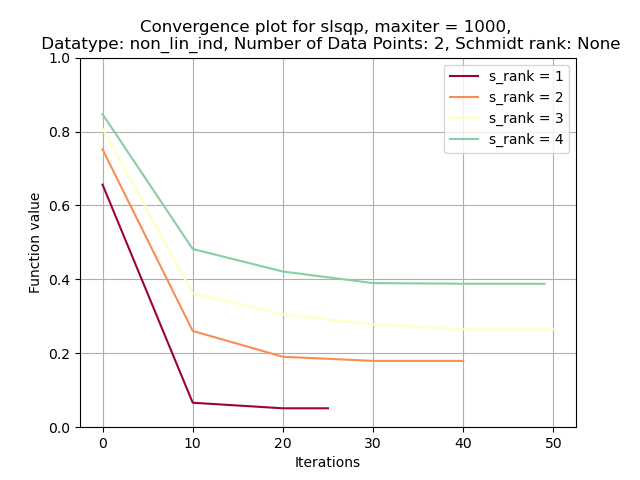 Convergence plot for slsqp, maxiter = 1000,
Datatype: non_lin_ind, Number of Data Points: 2, Schmidt rank: None
1.0
0.8
0.6
0.4
0.2
0.0
Function value
s_rank = 1
s_rank = 2
s_rank = 3
s_rank = 4
0 10 20 30 40 50
Iterations